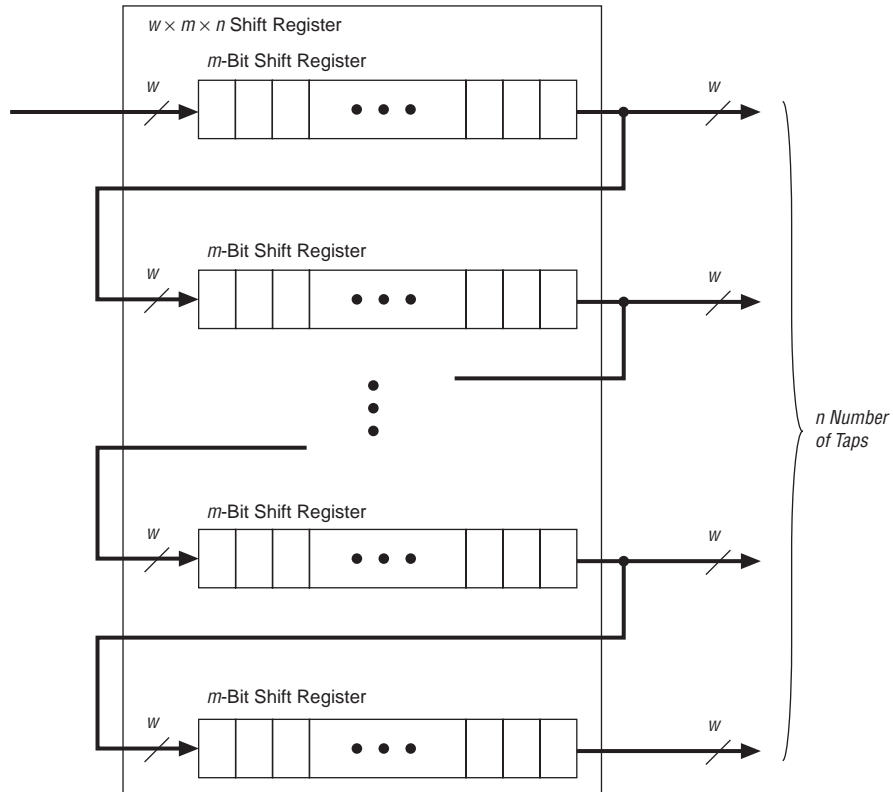 w × m × n Shift Register
m-Bit Shift Register
w
w
m-Bit Shift Register
w
w
n Number
of Taps
m-Bit Shift Register
w
w
m-Bit Shift Register
w
w